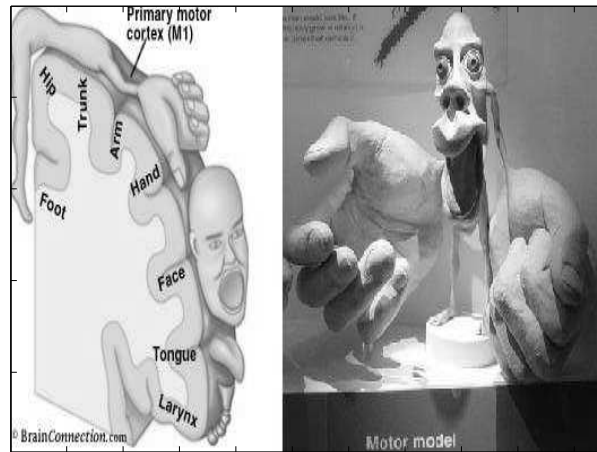 Primary motor
cortex (M1)
Hip
Trunk
Arm
Hand
Foot
Face
Tongue
Larynx
© BrainConnection.com
Motor model